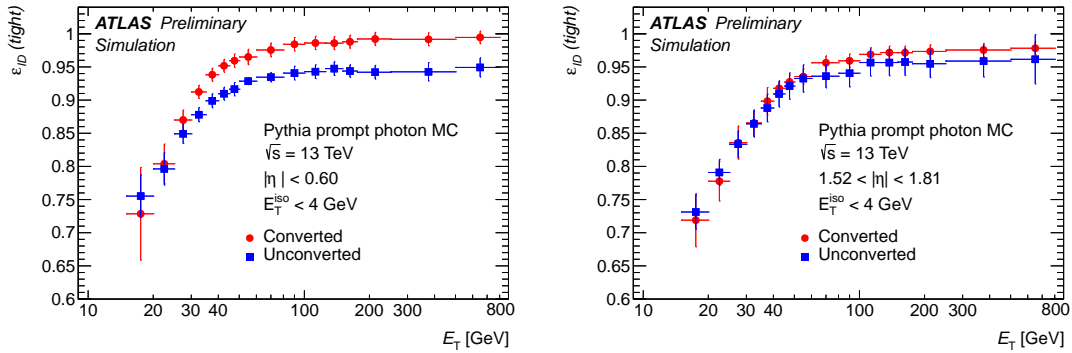 ATLAS Preliminary
Simulation
ε_ID (tight)
1
0.95
0.9
0.85
0.8
0.75
0.7
0.65
0.6
Pythia prompt photon MC
√s = 13 TeV
|η| < 0.60
E_T^iso < 4 GeV
Converted
Unconverted
10 20 30 40 100 200 300 800
E_T [GeV]
ATLAS Preliminary
Simulation
ε_ID (tight)
1
0.95
0.9
0.85
0.8
0.75
0.7
0.65
0.6
Pythia prompt photon MC
√s = 13 TeV
1.52 < |η| < 1.81
E_T^iso < 4 GeV
Converted
Unconverted
10 20 30 40 100 200 300 800
E_T [GeV]